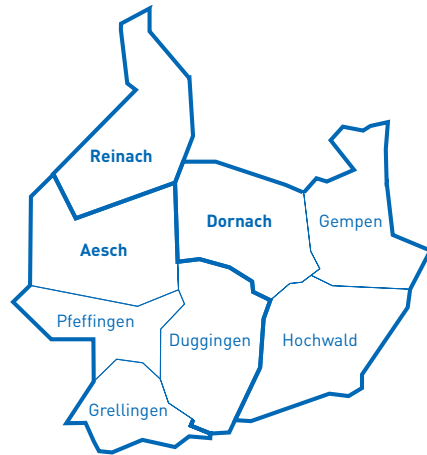 Reinach
Dornach
Gempen
Aesch
Pfeffingen
Duggingen
Hochwald
Grellingen